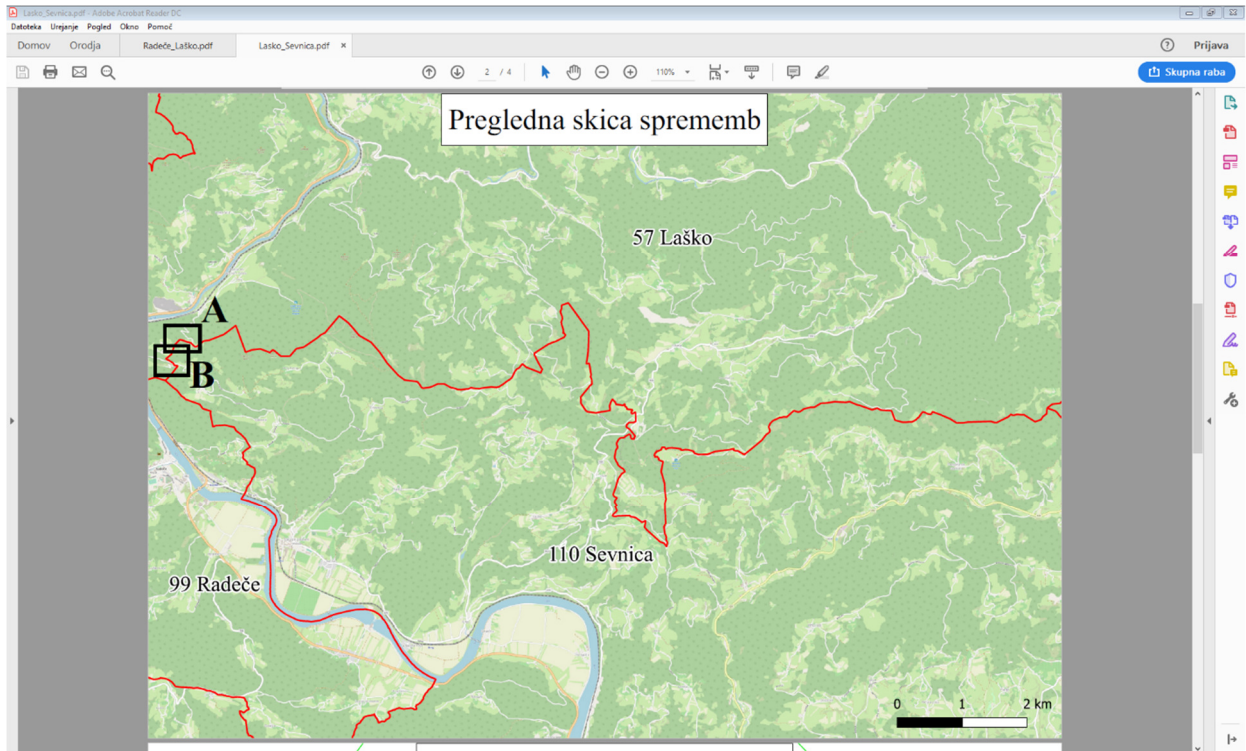 Lasko_Sevnica.pdf - Adobe Acrobat Reader DC
Datoteka Urejanje Pogled Okno Pomoč
Domov Orodja Radeče_Laško.pdf Lasko_Sevnica.pdf × Prijava
2 / 4 110% Skupna raba
Pregledna skica sprememb
57 Laško
A
B
110 Sevnica
99 Radeče
0 1 2 km